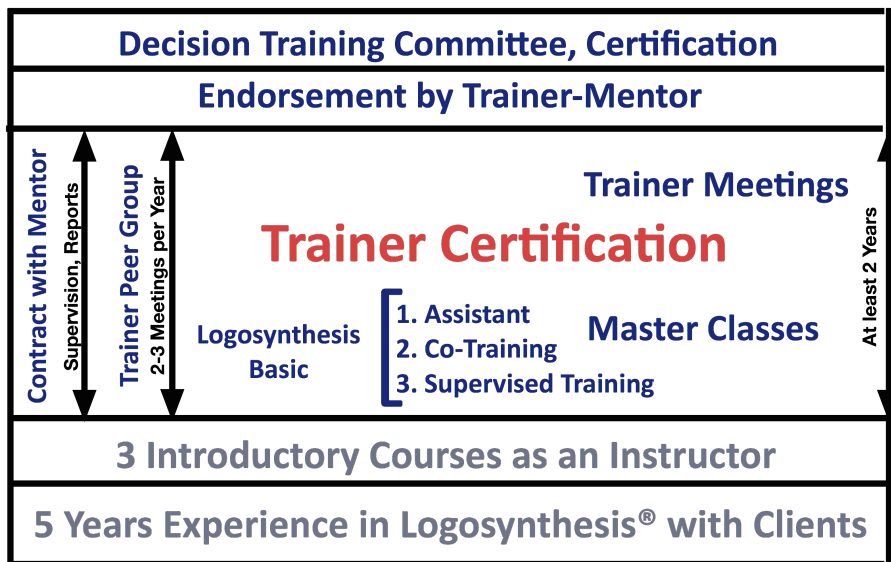 Decision Training Committee, Certification
Endorsement by Trainer-Mentor
Contract with Mentor
Supervision, Reports
Trainer Peer Group
2-3 Meetings per Year
Trainer Meetings
Trainer Certification
At least 2 Years
Logosynthesis
Basic
1. Assistant
2. Co-Training
3. Supervised Training
Master Classes
3 Introductory Courses as an Instructor
5 Years Experience in Logosynthesis® with Clients